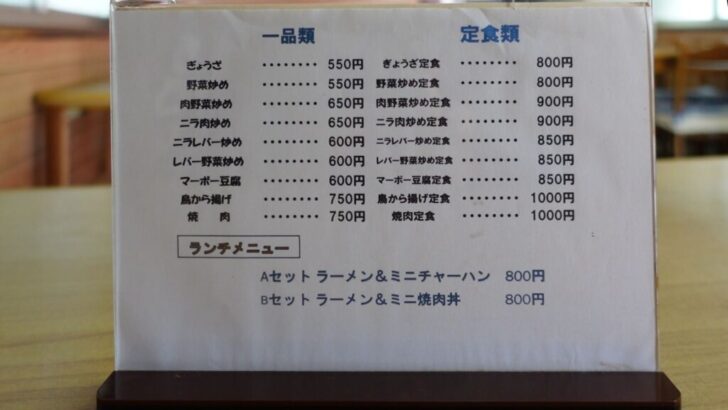 一品類 定食類
ぎょうざ ········ 550円 ぎょうざ定食 ········ 800円
野菜炒め ········ 550円 野菜炒め定食 ········ 800円
肉野菜炒め ········ 650円 肉野菜炒め定食 ········ 900円
ニラ肉炒め ········ 650円 ニラ肉炒め定食 ········ 900円
ニラレバー炒め ········ 600円 ニラレバー炒め定食 ········ 850円
レバー野菜炒め ········ 600円 レバー野菜炒め定食 ········ 850円
マーボー豆腐 ········ 600円 マーボー豆腐定食 ········ 850円
鳥から揚げ ········ 750円 鳥から揚げ定食 ········ 1000円
焼 肉 ········ 750円 焼肉定食 ········ 1000円
ランチメニュー
Aセット ラーメン&ミニチャーハン 800円
Bセット ラーメン&ミニ焼肉丼 800円